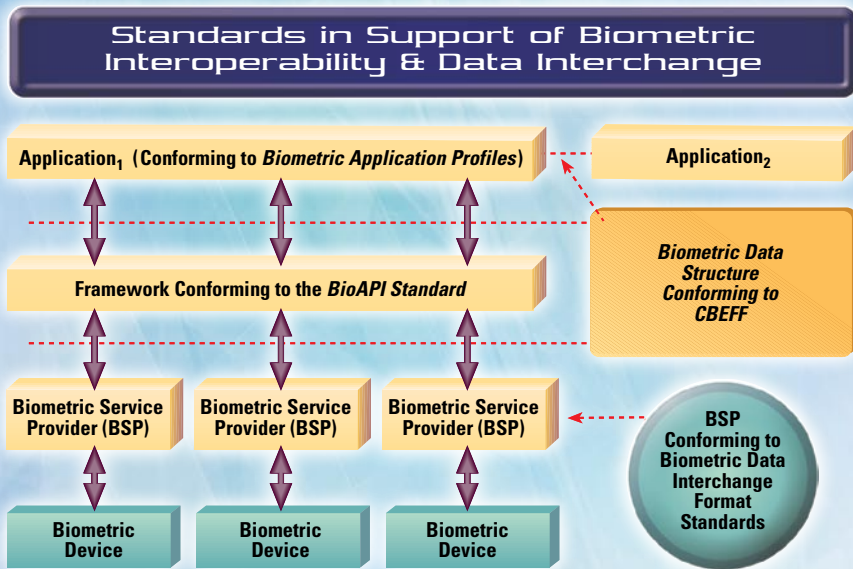 Standards in Support of Biometric
Interoperability & Data Interchange
Application₁ (Conforming to Biometric Application Profiles)
Application₂
Biometric Data
Structure
Conforming to
CBEFF
Framework Conforming to the BioAPI Standard
Biometric Service
Provider (BSP)
Biometric Service
Provider (BSP)
Biometric Service
Provider (BSP)
BSP
Conforming to
Biometric Data
Interchange
Format
Standards
Biometric
Device
Biometric
Device
Biometric
Device